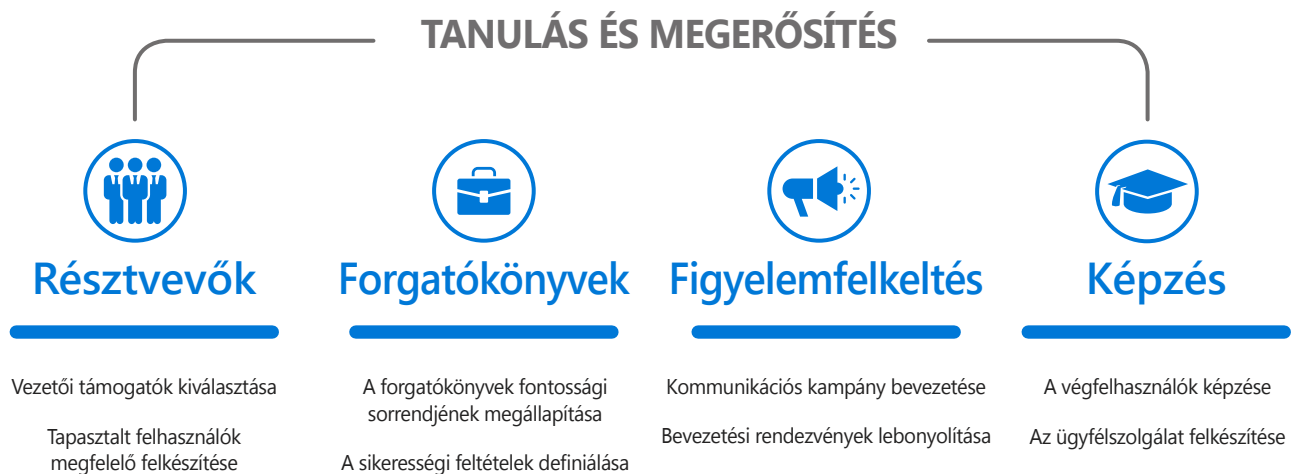 TANULÁS ÉS MEGERŐSÍTÉS
Résztvevők
Vezetői támogatók kiválasztása
Tapasztalt felhasználók
megfelelő felkészítése
Forgatókönyvek
A forgatókönyvek fontossági
sorrendjének megállapítása
A sikerességi feltételek definiálása
Figyelemfelkeltés
Kommunikációs kampány bevezetése
Bevezetési rendezvények lebonyolítása
Képzés
A végfelhasználók képzése
Az ügyfélszolgálat felkészítése